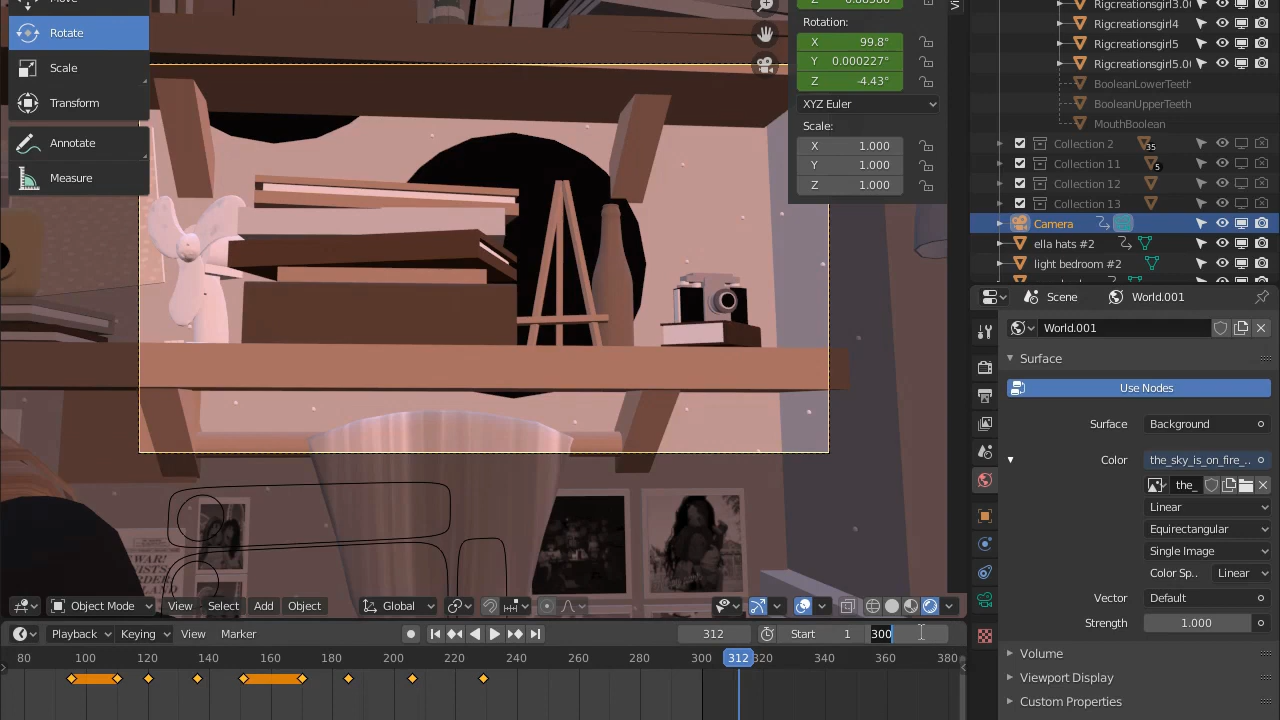 Move
Rotate
Scale
Transform
Annotate
Measure
Rotation:
X 99.8°
Y 0.000227°
Z -4.43°
XYZ Euler
Scale:
X 1.000
Y 1.000
Z 1.000
Rigcreationsgirl4
Rigcreationsgirl5
Rigcreationsgirl5.0
BooleanLowerTeeth
BooleanUpperTeeth
MouthBoolean
Collection 2 35
Collection 11 5
Collection 12
Collection 13
Camera
ella hats #2
light bedroom #2
Scene World.001
World.001
Surface
Use Nodes
Surface Background
Color the_sky_is_on_fire_..
the_
Linear
Equirectangular
Single Image
Color Sp.. Linear
Vector Default
Strength 1.000
Volume
Viewport Display
Custom Properties
Object Mode View Select Add Object Global
Playback Keying View Marker 312 Start 1 300
80 100 120 140 160 180 200 220 240 260 280 300 312 320 340 360 380